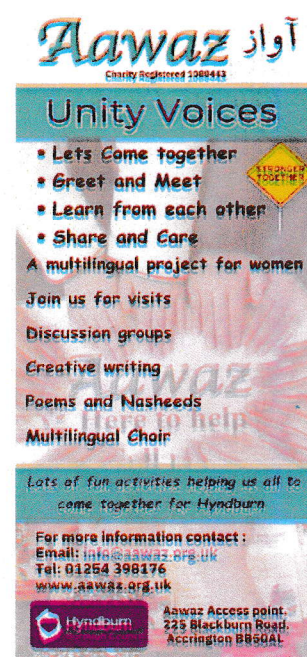 Aawaz آواز
Charity Registered 1080443
Unity Voices
• Lets Come together
• Greet and Meet
• Learn from each other
• Share and Care
STRONGER
TOGETHER
A multilingual project for women
Join us for visits
Discussion groups
Creative writing
Aawaz
Poems and Nasheeds
Here to help
Multilingual Choir
Lots of fun activities helping us all to
come together for Hyndburn
For more information contact :
Email: info@aawaz.org.uk
Tel: 01254 398176
www.aawaz.org.uk
Hyndburn
Aawaz Access point,
225 Blackburn Road,
Accrington BB50AL